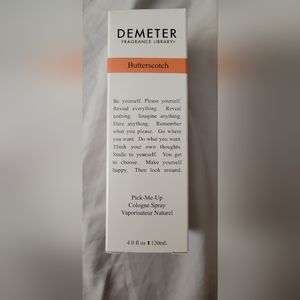 DEMETER
FRAGRANCE LIBRARY®
Butterscotch
Be yourself. Please yourself.
Reveal everything. Reveal
nothing. Imagine anything.
Dare anything. Remember
what you please. Go where
you want. Do what you want.
Think your own thoughts.
Smile to yourself. You get
to choose. Make yourself
happy. Then look around.
Pick-Me-Up
Cologne Spray
Vaporisateur Naturel
4.0 fl oz | 120mL